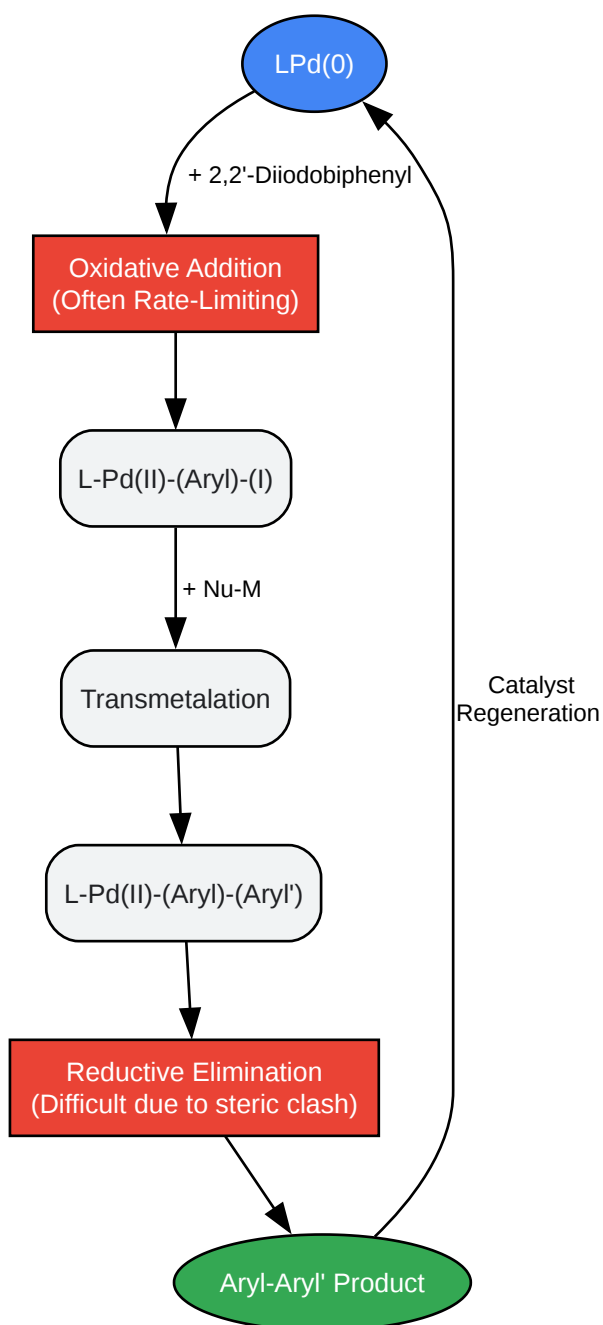 LPd(0)
+ 2,2'-Diiodobiphenyl
Oxidative Addition
(Often Rate-Limiting)
L-Pd(II)-(Aryl)-(I)
+ Nu-M
Transmetalation
Catalyst
Regeneration
L-Pd(II)-(Aryl)-(Aryl')
Reductive Elimination
(Difficult due to steric clash)
Aryl-Aryl' Product